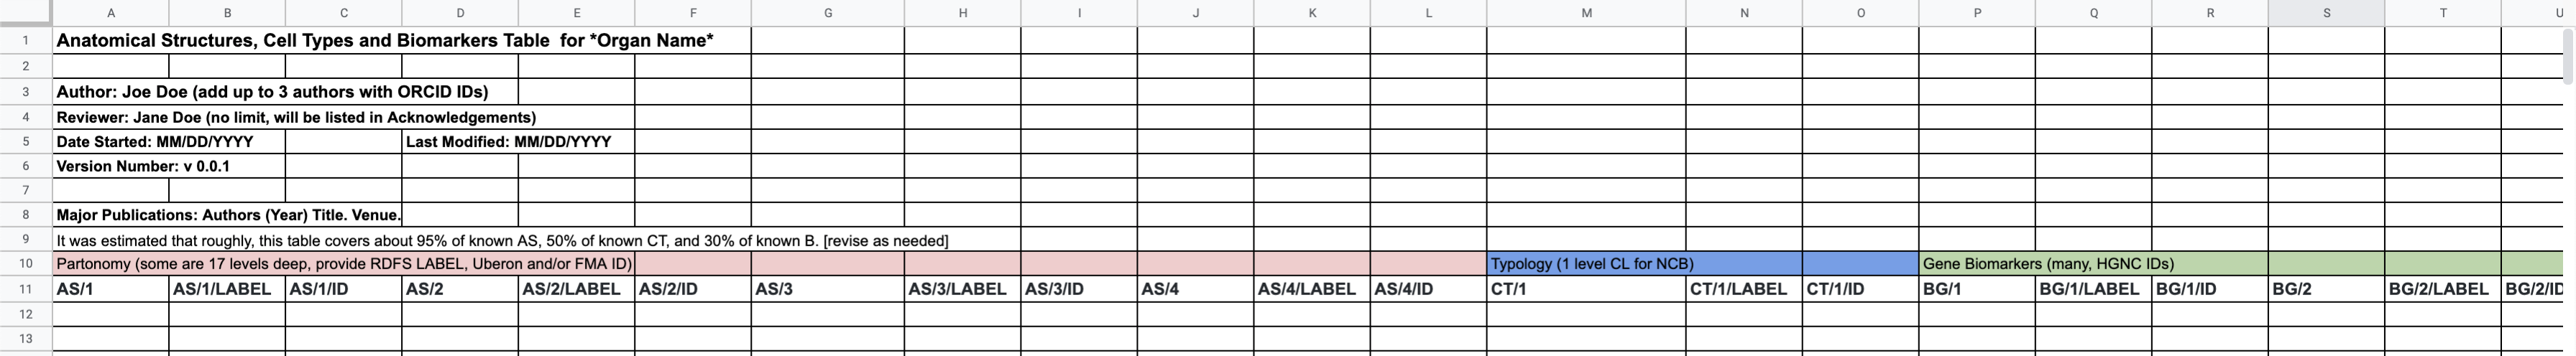 A B C D E F G H I J K L M N O P Q R S T U
1 Anatomical Structures, Cell Types and Biomarkers Table  for *Organ Name*
2
3 Author: Joe Doe (add up to 3 authors with ORCID IDs)
4 Reviewer: Jane Doe (no limit, will be listed in Acknowledgements)
5 Date Started: MM/DD/YYYY Last Modified: MM/DD/YYYY
6 Version Number: v 0.0.1
7
8 Major Publications: Authors (Year) Title. Venue.
9 It was estimated that roughly, this table covers about 95% of known AS, 50% of known CT, and 30% of known B. [revise as needed]
10 Partonomy (some are 17 levels deep, provide RDFS LABEL, Uberon and/or FMA ID) Typology (1 level CL for NCB) Gene Biomarkers (many, HGNC IDs)
11 AS/1 AS/1/LABEL AS/1/ID AS/2 AS/2/LABEL AS/2/ID AS/3 AS/3/LABEL AS/3/ID AS/4 AS/4/LABEL AS/4/ID CT/1 CT/1/LABEL CT/1/ID BG/1 BG/1/LABEL BG/1/ID BG/2 BG/2/LABEL BG/2/ID
12
13